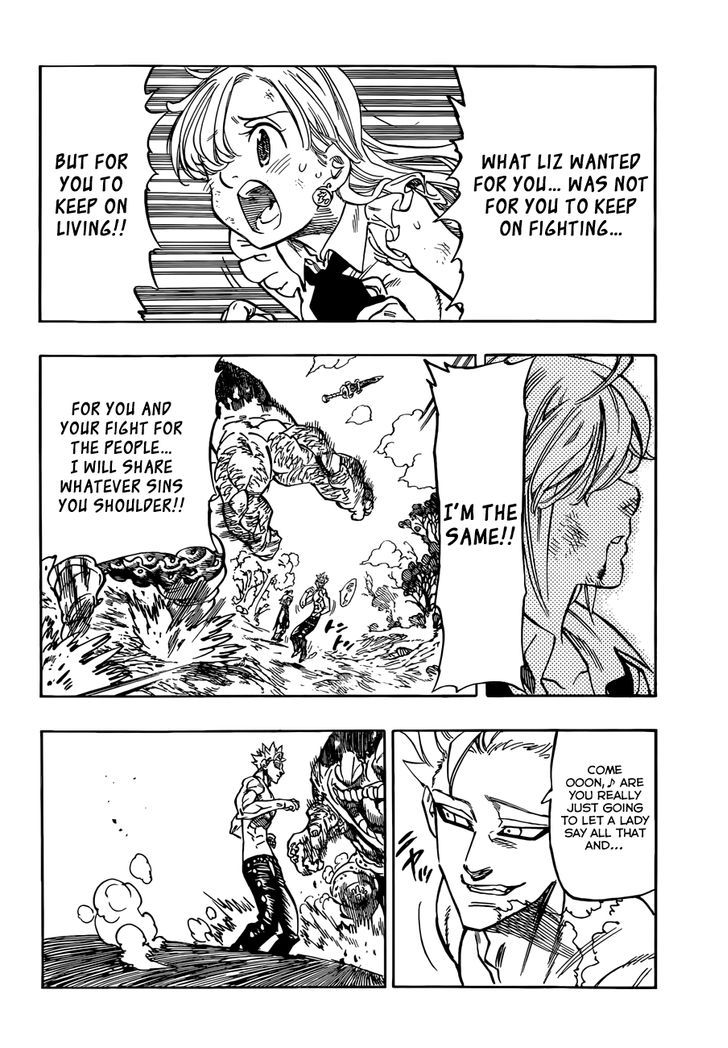 WHAT LIZ WANTED
FOR YOU... WAS NOT
FOR YOU TO KEEP
ON FIGHTING...
BUT FOR
YOU TO
KEEP ON
LIVING!!
I'M THE
SAME!!
FOR YOU AND
YOUR FIGHT FOR
THE PEOPLE...
I WILL SHARE
WHATEVER SINS
YOU SHOULDER!!
COME
OOON, ♪ ARE
YOU REALLY
JUST GOING
TO LET A LADY
SAY ALL THAT
AND...